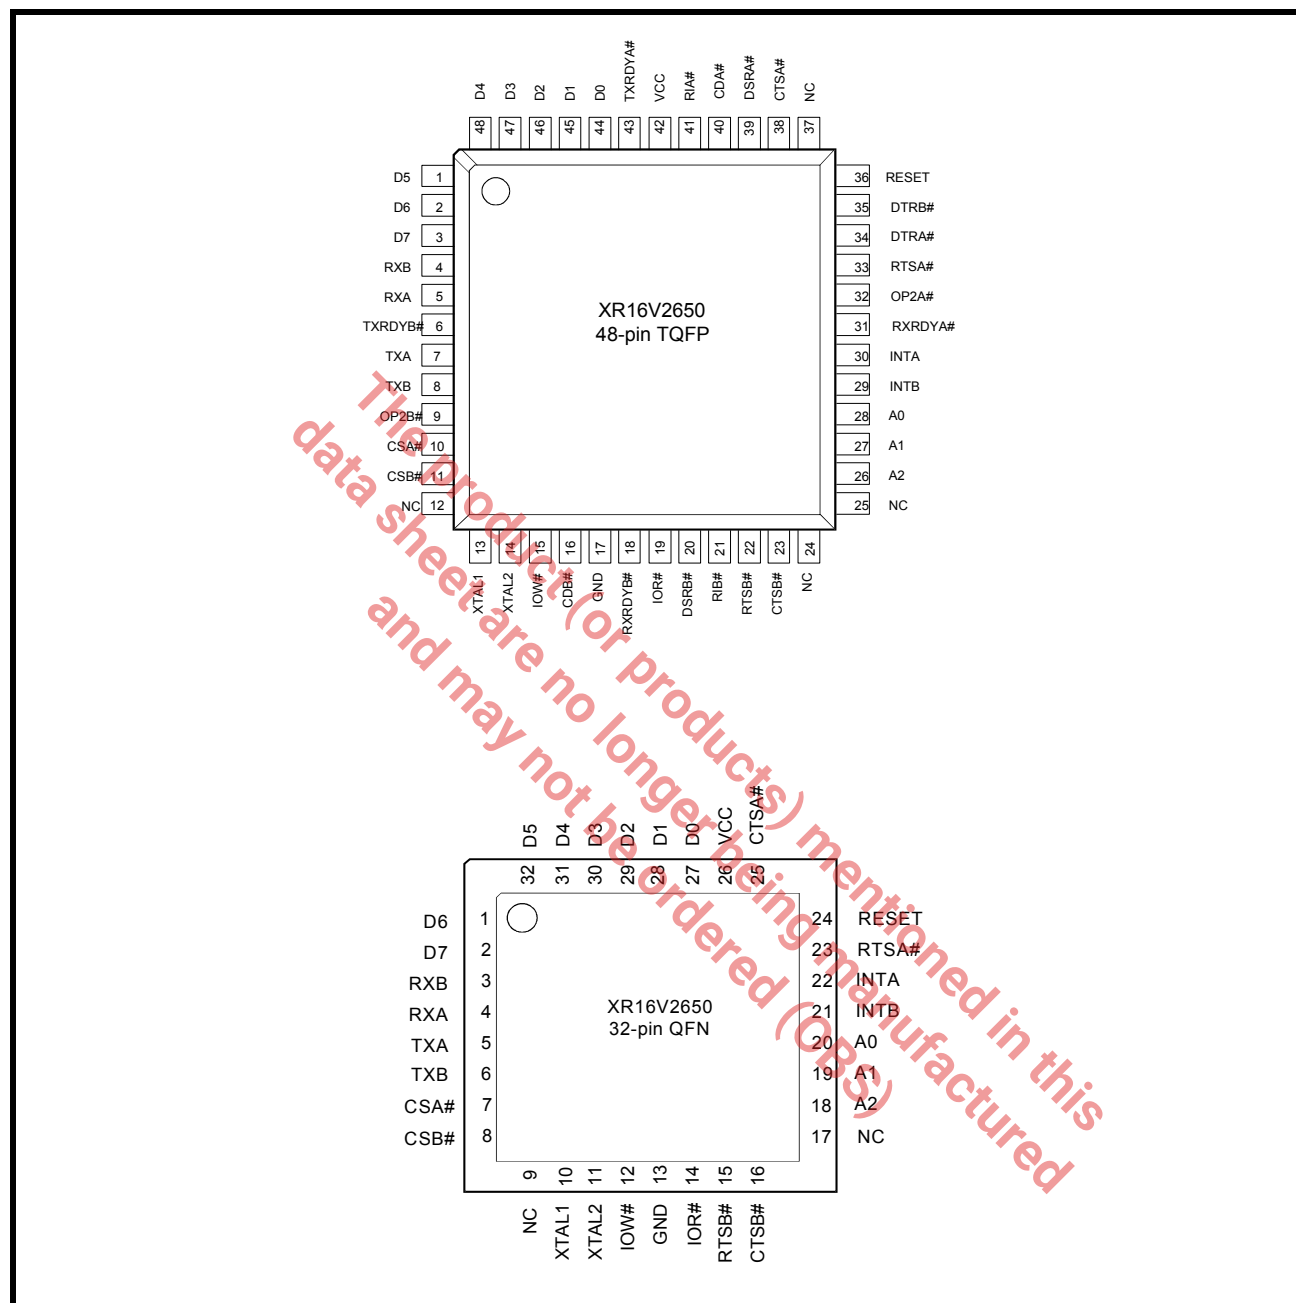 D4 D3 D2 D1 D0 TXRDYA# VCC RIA# CDA# DSRA# CTSA# NC
48 47 46 45 44 43 42 41 40 39 38 37
D5 1 36 RESET
D6 2 35 DTRB#
D7 3 34 DTRA#
RXB 4 33 RTSA#
RXA 5 32 OP2A#
TXRDYB# 6 31 RXRDYA#
TXA 7 30 INTA
TXB 8 29 INTB
OP2B# 9 28 A0
CSA# 10 27 A1
CSB# 11 26 A2
NC 12 25 NC
XR16V2650
48-pin TQFP
13 14 15 16 17 18 19 20 21 22 23 24
XTAL1 XTAL2 IOW# CDB# GND RXRDYB# IOR# DSRB# RIB# RTSB# CTSB# NC
The product (or products) mentioned in this
data sheet are no longer being manufactured
and may not be ordered (OBS)
D5 D4 D3 D2 D1 D0 VCC CTSA#
32 31 30 29 28 27 26 25
D6 1 24 RESET
D7 2 23 RTSA#
RXB 3 22 INTA
RXA 4 21 INTB
TXA 5 20 A0
TXB 6 19 A1
CSA# 7 18 A2
CSB# 8 17 NC
XR16V2650
32-pin QFN
9 10 11 12 13 14 15 16
NC XTAL1 XTAL2 IOW# GND IOR# RTSB# CTSB#